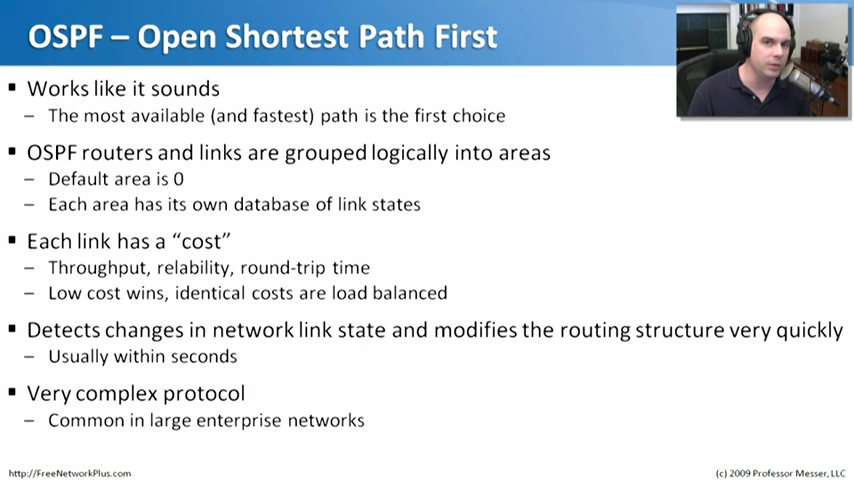 OSPF – Open Shortest Path First
▪ Works like it sounds
– The most available (and fastest) path is the first choice
▪ OSPF routers and links are grouped logically into areas
– Default area is 0
– Each area has its own database of link states
▪ Each link has a “cost”
– Throughput, relability, round-trip time
– Low cost wins, identical costs are load balanced
▪ Detects changes in network link state and modifies the routing structure very quickly
– Usually within seconds
▪ Very complex protocol
– Common in large enterprise networks
http://FreeNetworkPlus.com
(c) 2009 Professor Messer, LLC